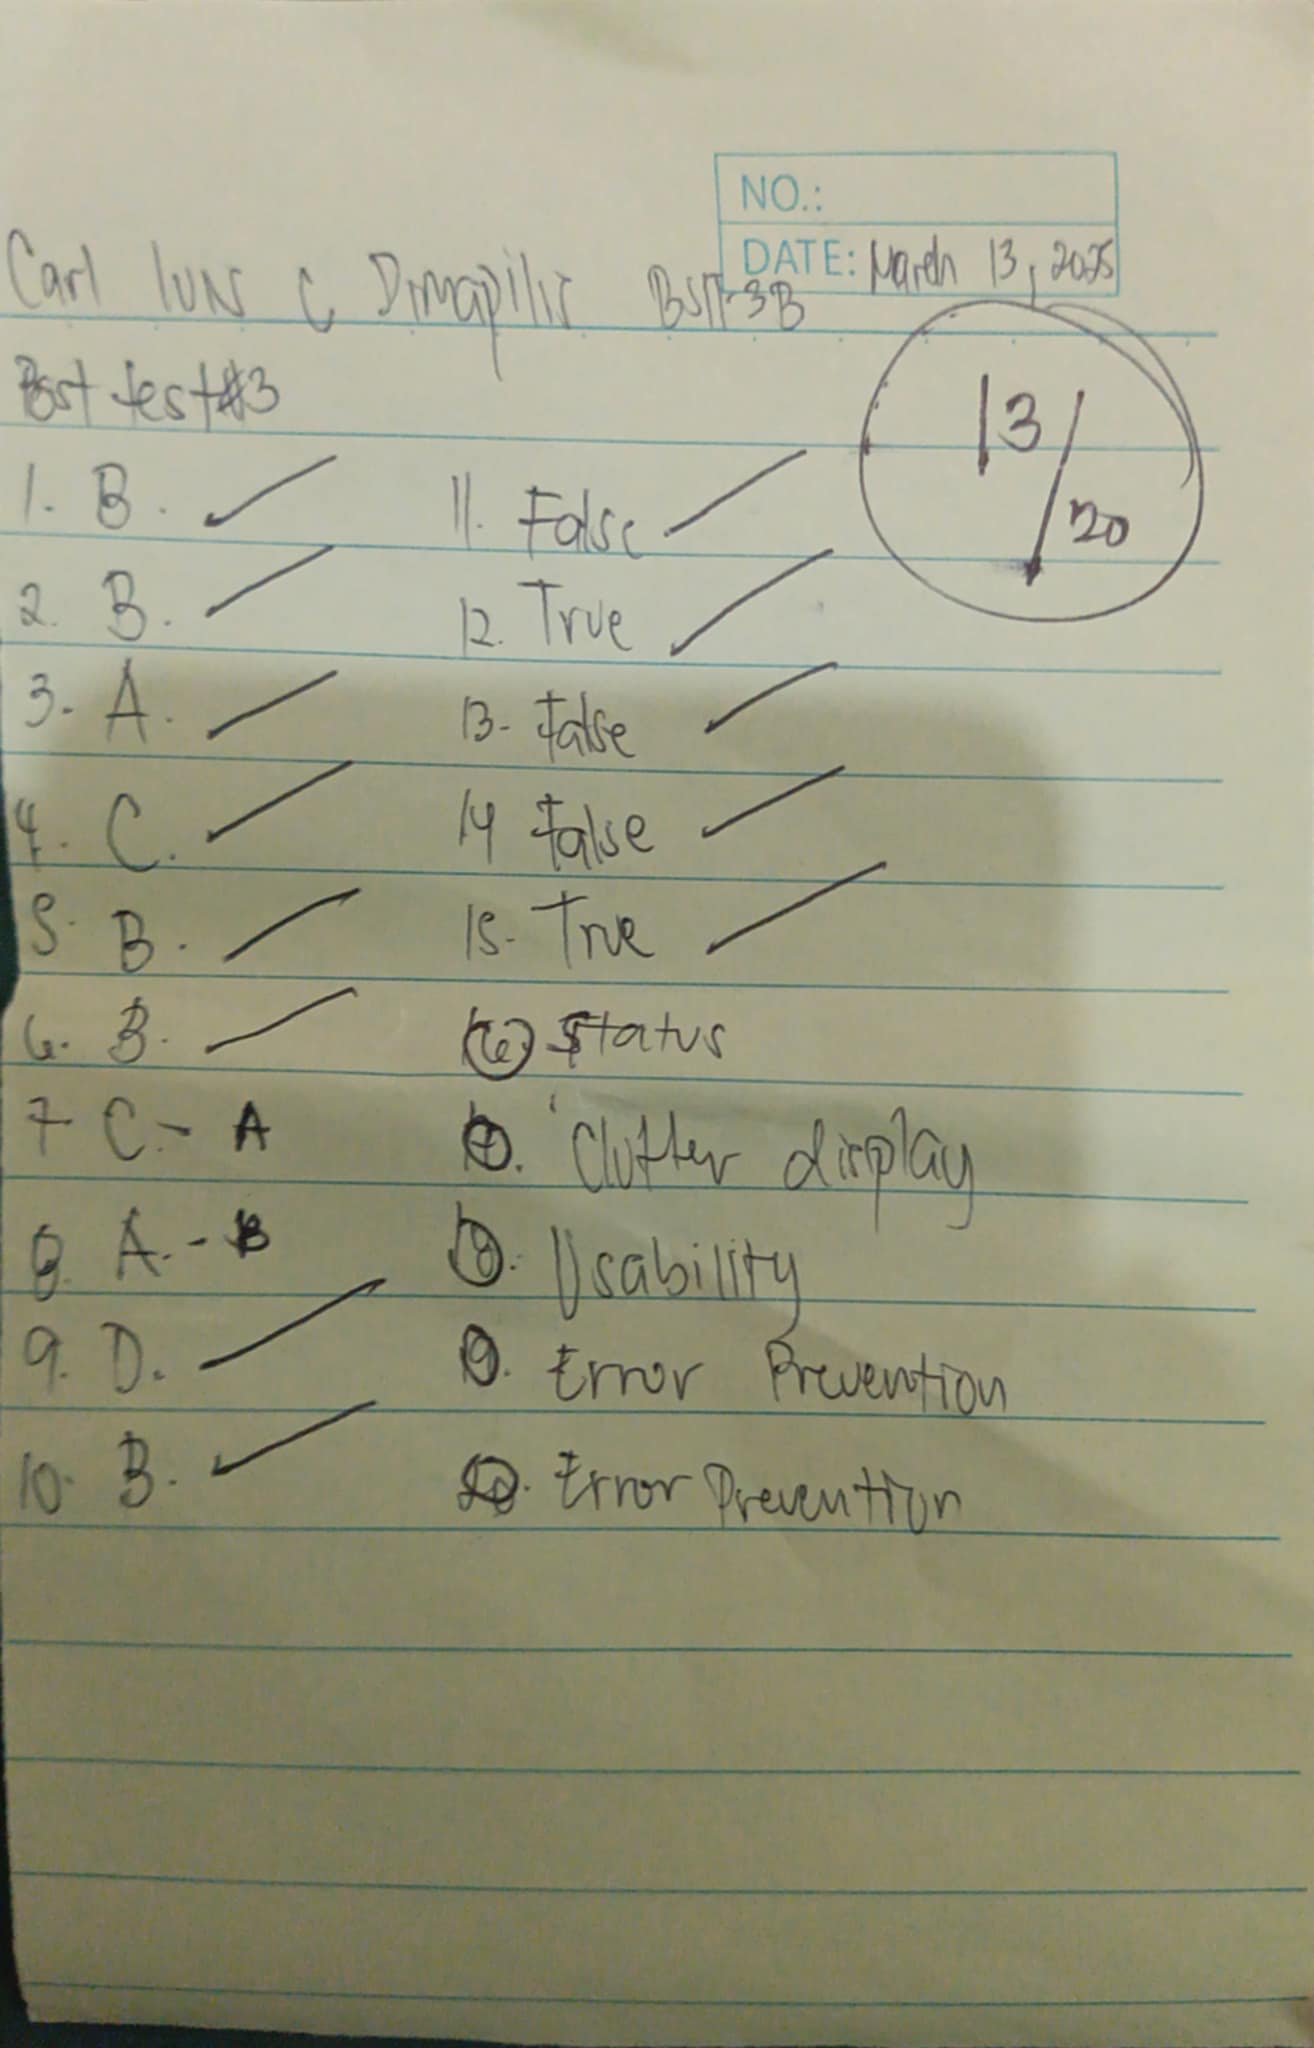 NO.:
DATE: March 13, 2025
Carl luis C Dimapilis BSIT-3B
Post test #3
13/20
1. B.
2. B.
3. A.
4. C.
5. B.
6. B.
7 C. - A
8. A. - B
9. D.
10. B.
11. False
12. True
13. False
14 False
15. True
16 Status
17. Clutter display
18. Usability
19. Error Prevention
20. Error Prevention